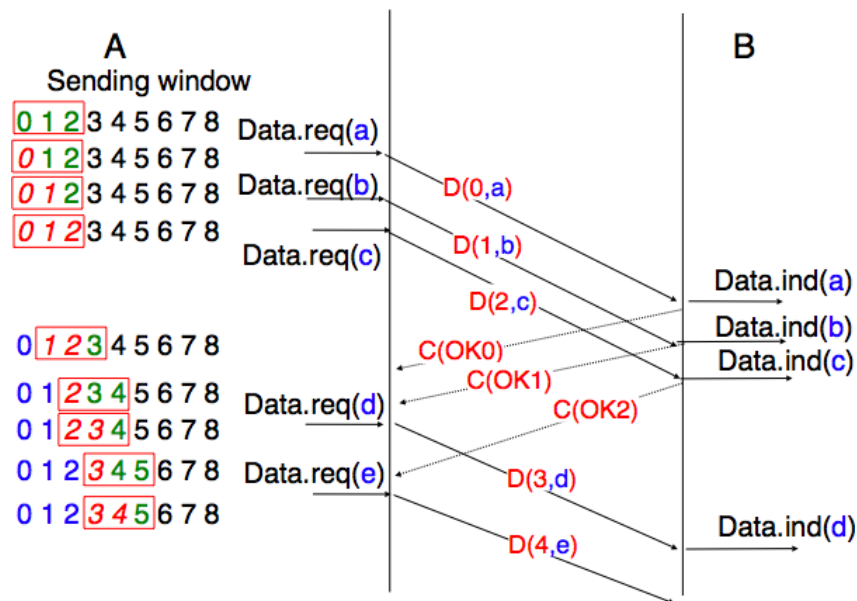 A
B
Sending window
0 1 2 3 4 5 6 7 8
Data.req(a)
0 1 2 3 4 5 6 7 8
Data.req(b)
D(0,a)
0 1 2 3 4 5 6 7 8
0 1 2 3 4 5 6 7 8
Data.req(c)
D(1,b)
Data.ind(a)
D(2,c)
Data.ind(b)
0 1 2 3 4 5 6 7 8
C(OK0)
Data.ind(c)
C(OK1)
0 1 2 3 4 5 6 7 8
Data.req(d)
C(OK2)
0 1 2 3 4 5 6 7 8
0 1 2 3 4 5 6 7 8
Data.req(e)
D(3,d)
0 1 2 3 4 5 6 7 8
Data.ind(d)
D(4,e)